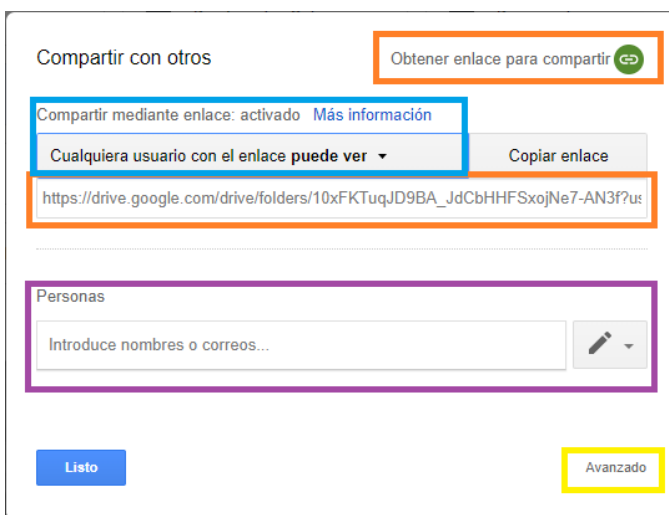 Compartir con otros
Obtener enlace para compartir
Compartir mediante enlace: activado Más información
Cualquiera usuario con el enlace puede ver
Copiar enlace
https://drive.google.com/drive/folders/10xFKTuqJD9BA_JdCbHHFSxojNe7-AN3f?us
Personas
Introduce nombres o correos...
Listo
Avanzado